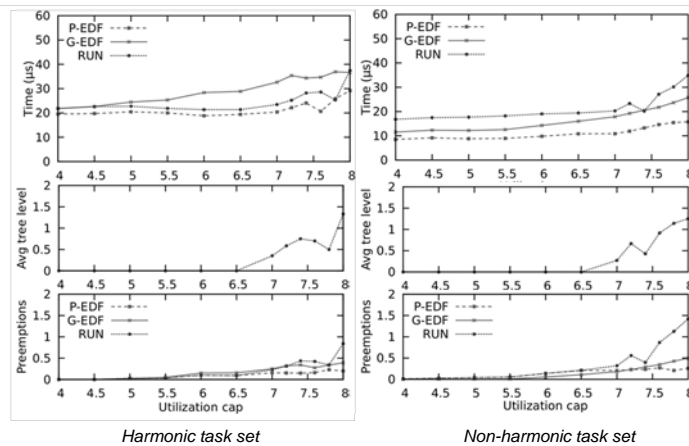 60
50
40
30
20
10
0
Time (µs)
P-EDF
G-EDF
RUN
4 4.5 5 5.5 6 6.5 7 7.5 8
2
1.5
1
0.5
0
Avg tree level
4 4.5 5 5.5 6 6.5 7 7.5 8
2
1.5
1
0.5
0
Preemptions
P-EDF
G-EDF
RUN
4 4.5 5 5.5 6 6.5 7 7.5 8
Utilization cap
Harmonic task set
60
50
40
30
20
10
0
Time (µs)
P-EDF
G-EDF
RUN
4 4.5 5 5.5 6 6.5 7 7.5 8
2
1.5
1
0.5
0
Avg tree level
4 4.5 5 5.5 6 6.5 7 7.5 8
2
1.5
1
0.5
0
Preemptions
P-EDF
G-EDF
RUN
4 4.5 5 5.5 6 6.5 7 7.5 8
Utilization cap
Non-harmonic task set